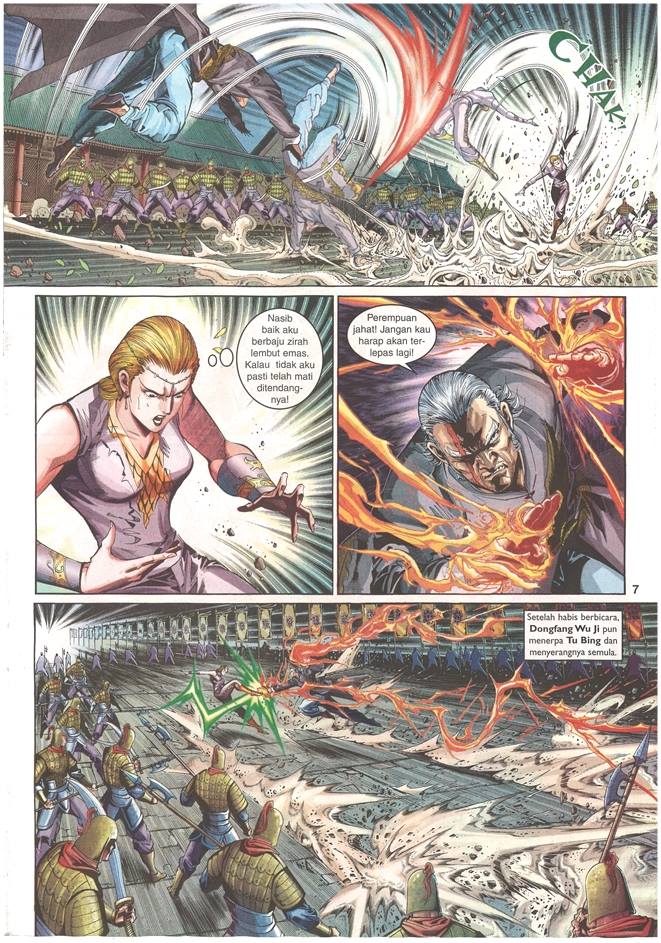 CHAK!
Nasib
baik aku
berbaju zirah
lembut emas.
Kalau tidak aku
pasti telah mati
ditendang-
nya!
Perempuan
jahat! Jangan kau
harap akan ter-
lepas lagi!
7
Setelah habis berbicara,
Dongfang Wu Ji pun
menerpa Tu Bing dan
menyerangnya semula.